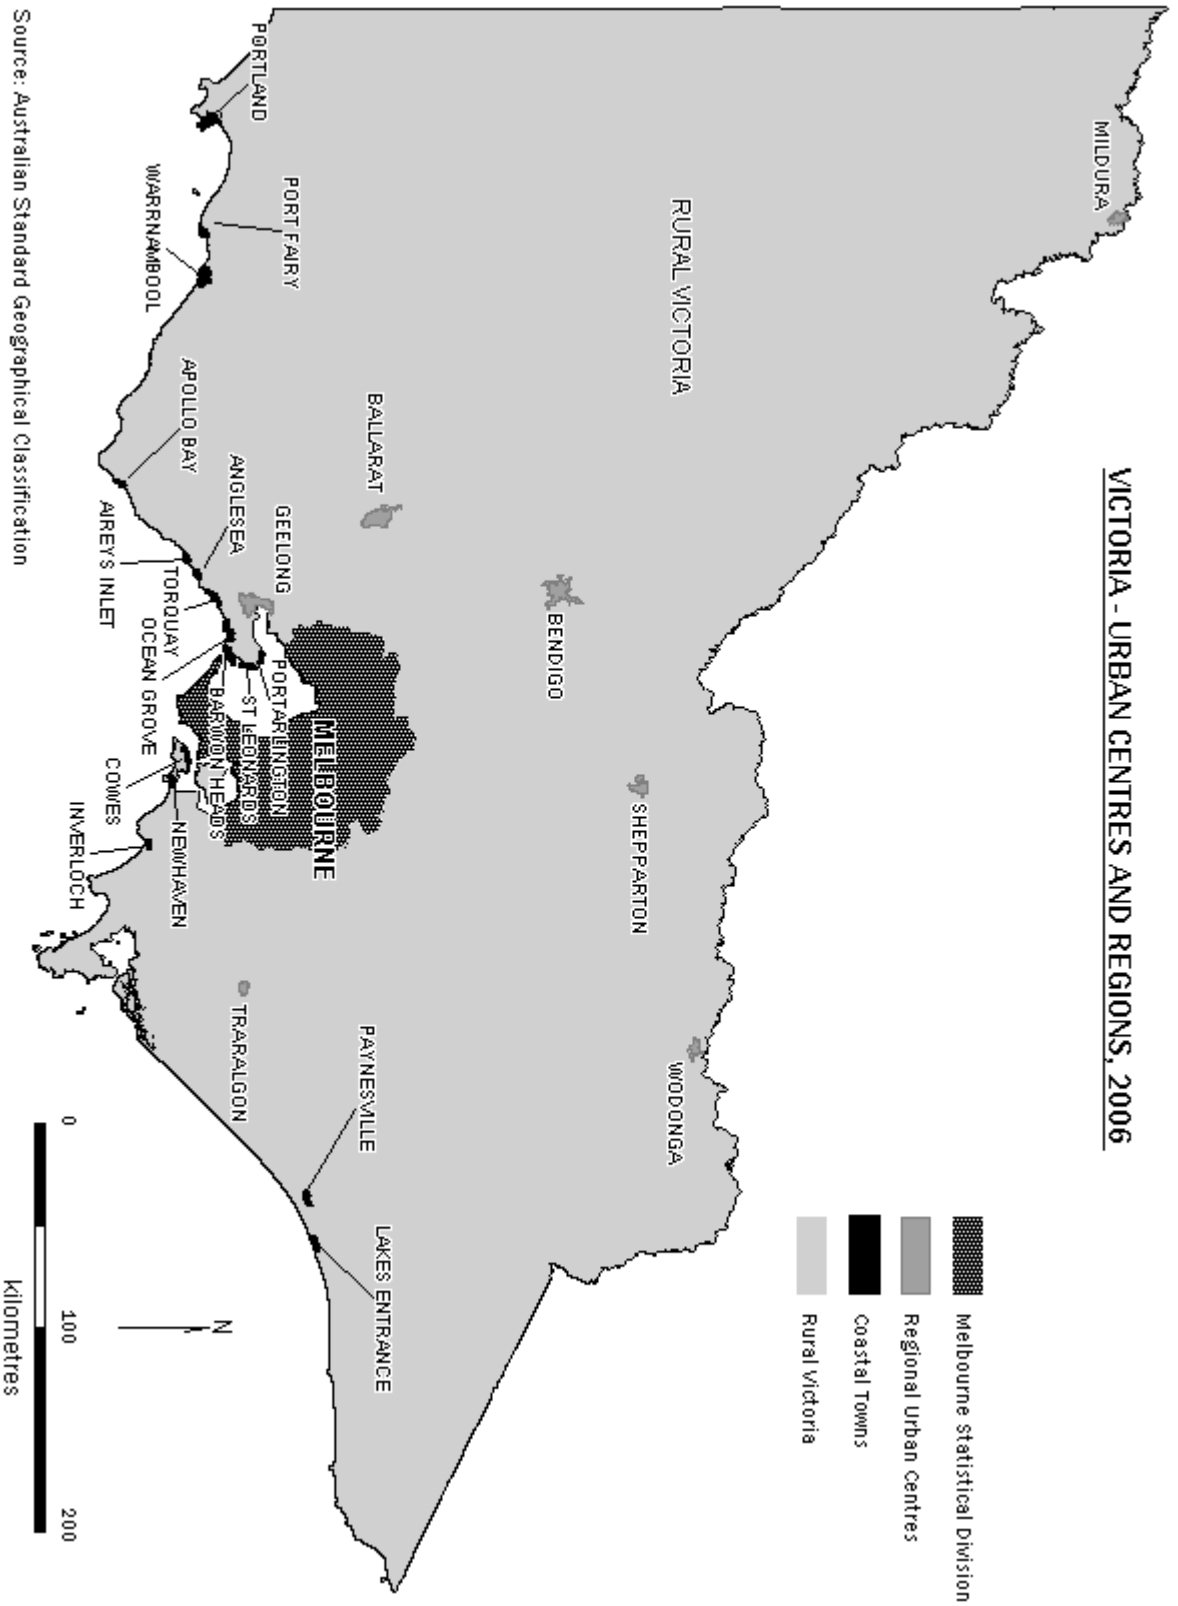 VICTORIA - URBAN CENTRES AND REGIONS, 2006
Melbourne Statistical Division
Regional Urban Centres
Coastal Towns
Rural Victoria
MILDURA
RURAL VICTORIA
WODONGA
SHEPPARTON
BENDIGO
BALLARAT
MELBOURNE
GEELONG
PORTARLINGTON
ST LEONARDS
BARWON HEADS
PAYNESVILLE
LAKES ENTRANCE
TRARALGON
PORT FAIRY
PORTLAND
WARRNAMBOOL
APOLLO BAY
ANGLESEA
AIREYS INLET
TORQUAY
OCEAN GROVE
COWES
NEWHAVEN
INVERLOCH
N
0 100 200
kilometres
Source: Australian Standard Geographical Classification